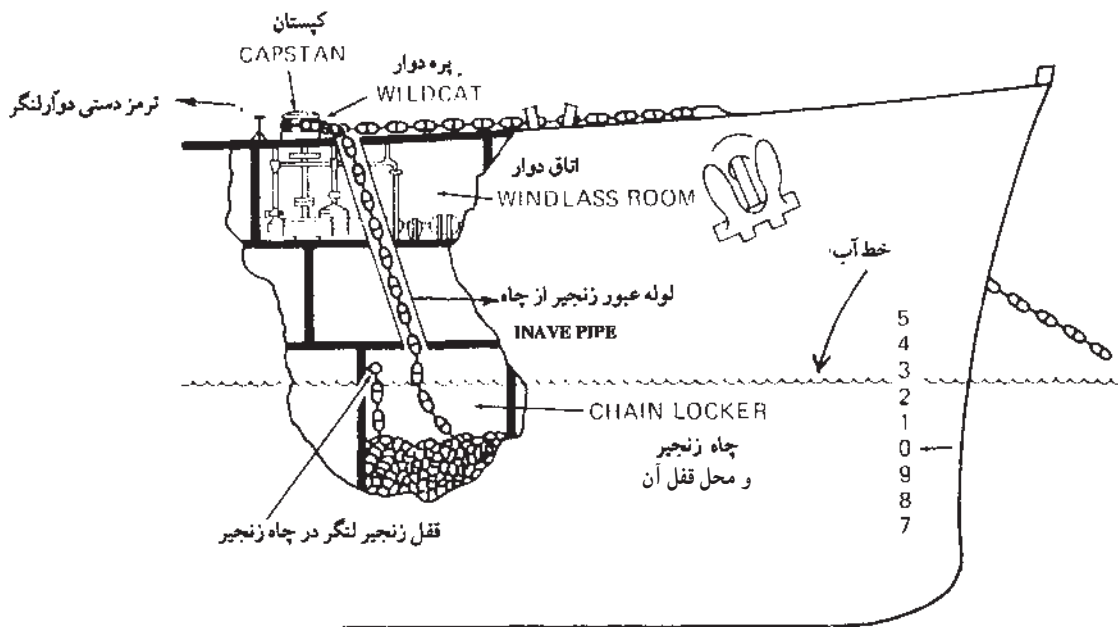 کپستان
CAPSTAN
پره دوار
WILDCAT
ترمز دستی دوارلنگر
اتاق دوار
WINDLASS ROOM
خط آب
لوله عبور زنجیر از چاه
INAVE PJPE
5
4
3
2
1
0
9
8
7
CHAIN LOCKER
چاه زنجیر
و محل قفل آن
قفل زنجیر لنگر در چاه زنجیر